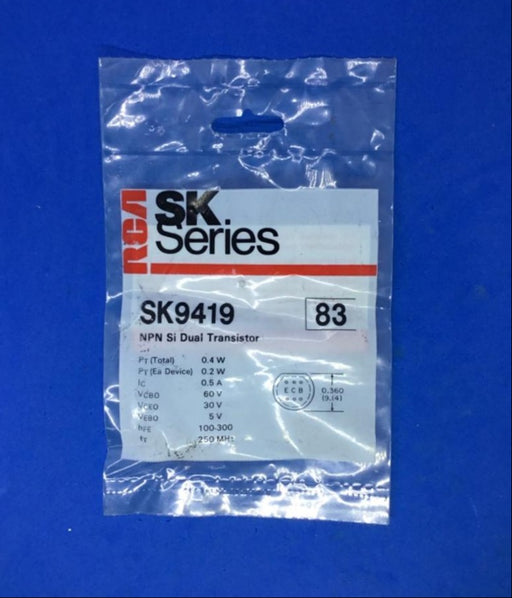 RCA
SK
Series
SK9419
83
NPN Si Dual Transistor
PT (Total) 0.4 W
PT (Ea Device) 0.2 W
IC 0.5 A
VCBO 60 V
VCEO 30 V
VEBO 5 V
hFE 100-300
fT 250 MHz
E C B
0.360
(9.14)